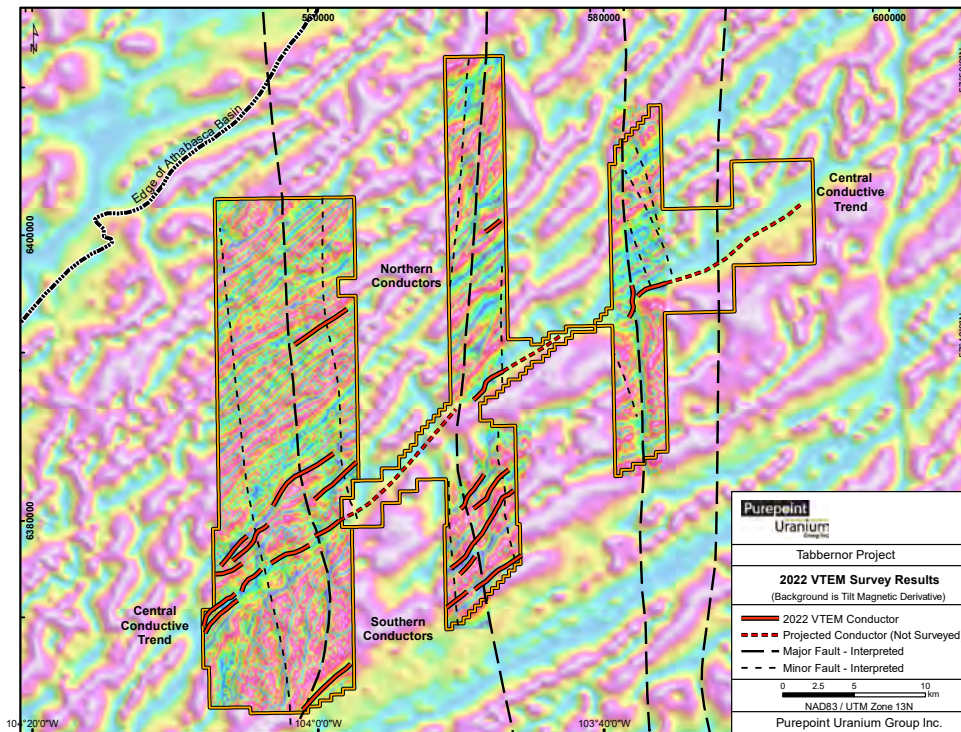 560000
580000
600000
N
Edge of Athabasca Basin
Central
Conductive
Trend
6400000
Northern
Conductors
6380000
Central
Conductive
Trend
Southern
Conductors
Purepoint
Uranium
Group Inc.
Tabbernor Project
2022 VTEM Survey Results
(Background is Tilt Magnetic Derivative)
2022 VTEM Conductor
Projected Conductor (Not Surveyed
Major Fault - Interpreted
Minor Fault - Interpreted
0 2.5 5 10
km
NAD83 / UTM Zone 13N
Purepoint Uranium Group Inc.
104°20'0"W
104°0'0"W
103°40'0"W